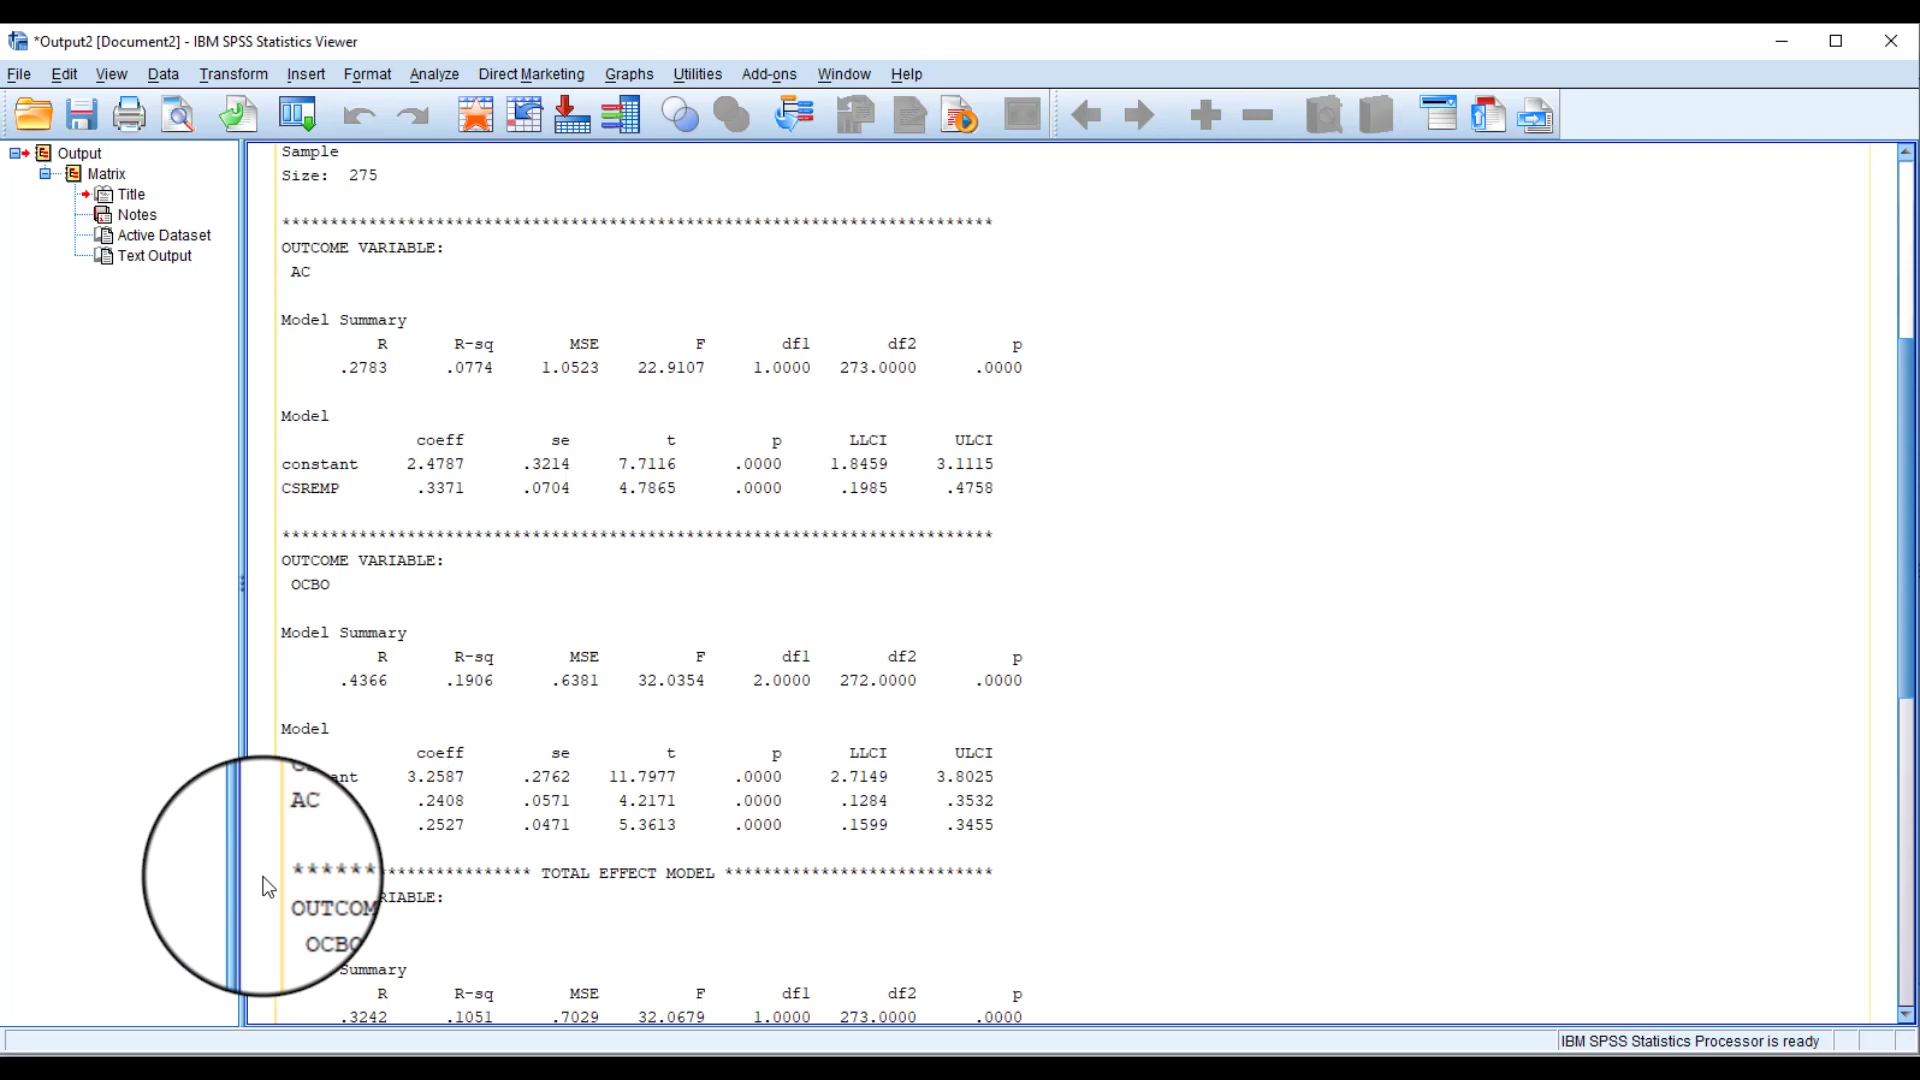 *Output2 [Document2] - IBM SPSS Statistics Viewer
File Edit View Data Transform Insert Format Analyze Direct Marketing Graphs Utilities Add-ons Window Help
Output
Matrix
Title
Notes
Active Dataset
Text Output
Sample
Size: 275
**************************************************************************
OUTCOME VARIABLE:
AC
Model Summary
R R-sq MSE F df1 df2 p
.2783 .0774 1.0523 22.9107 1.0000 273.0000 .0000
Model
coeff se t p LLCI ULCI
constant 2.4787 .3214 7.7116 .0000 1.8459 3.1115
CSREMP .3371 .0704 4.7865 .0000 .1985 .4758
**************************************************************************
OUTCOME VARIABLE:
OCBO
Model Summary
R R-sq MSE F df1 df2 p
.4366 .1906 .6381 32.0354 2.0000 272.0000 .0000
Model
coeff se t p LLCI ULCI
ant 3.2587 .2762 11.7977 .0000 2.7149 3.8025
.2408 .0571 4.2171 .0000 .1284 .3532
AC .2527 .0471 5.3613 .0000 .1599 .3455
********************* TOTAL EFFECT MODEL ****************************
OUTCOM RIABLE:
OCBO
Summary
R R-sq MSE F df1 df2 p
.3242 .1051 .7029 32.0679 1.0000 273.0000 .0000
IBM SPSS Statistics Processor is ready